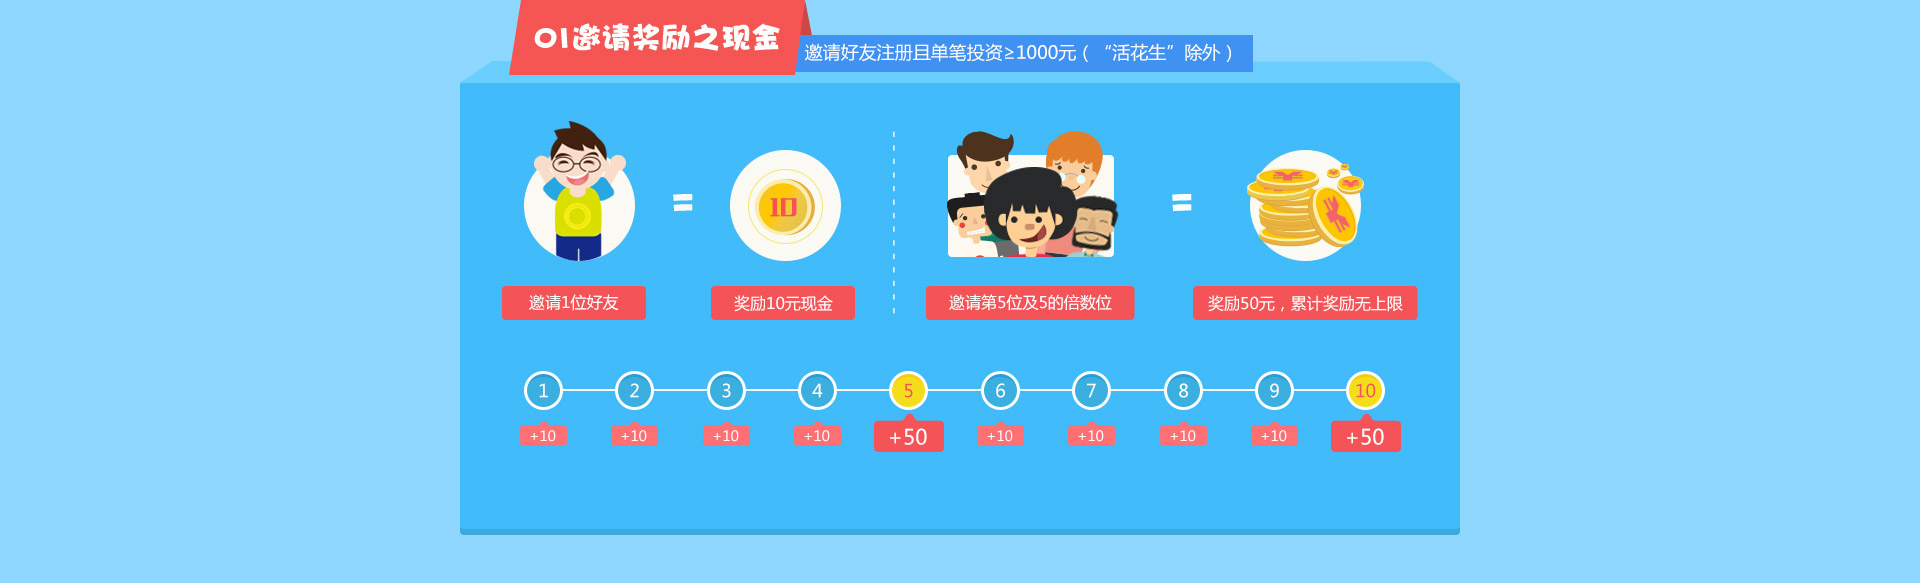 01邀请奖励之现金
邀请好友注册且单笔投资≥1000元（“活花生”除外）
10
邀请1位好友
奖励10元现金
邀请第5位及5的倍数位
奖励50元，累计奖励无上限
1 2 3 4 5 6 7 8 9 10
+10 +10 +10 +10 +50 +10 +10 +10 +10 +50